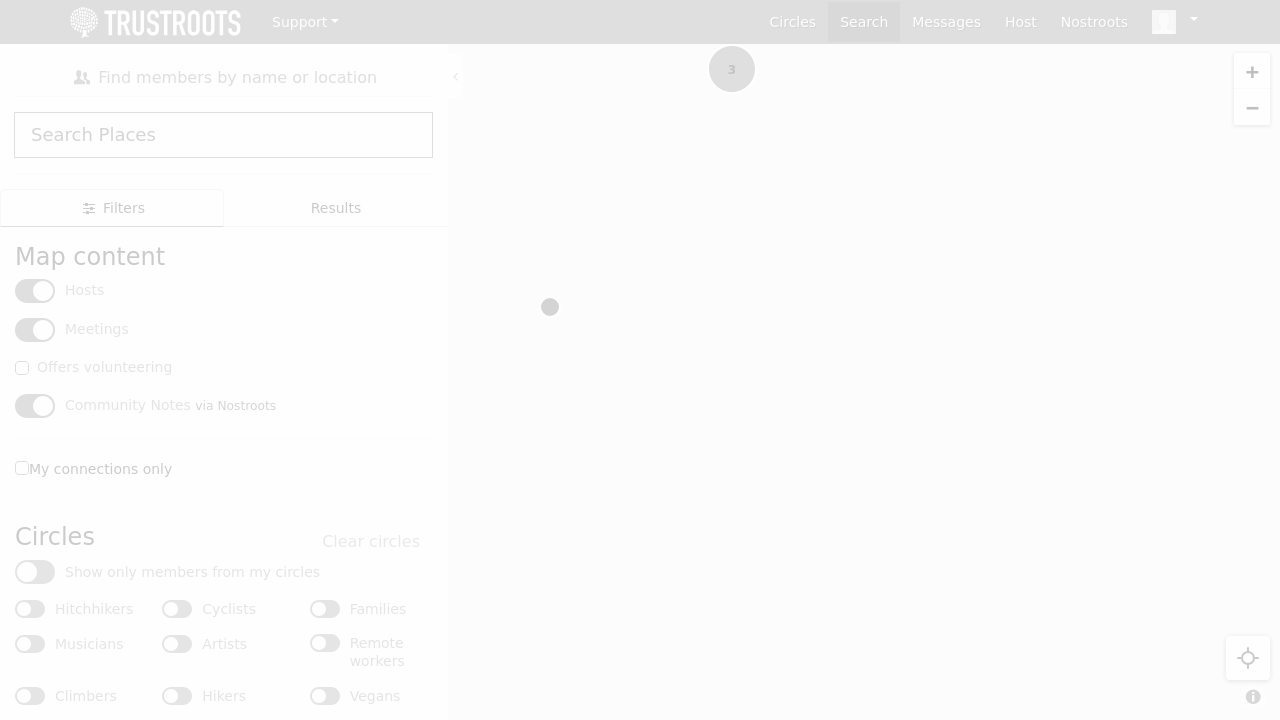 TRUSTROOTS Support Circles Search Messages Host Nostroots
Find members by name or location
3
Search Places
Filters Results
Map content
Hosts
Meetings
Offers volunteering
Community Notes via Nostroots
My connections only
Circles Clear circles
Show only members from my circles
Hitchhikers Cyclists Families
Musicians Artists Remote
workers
Climbers Hikers Vegans